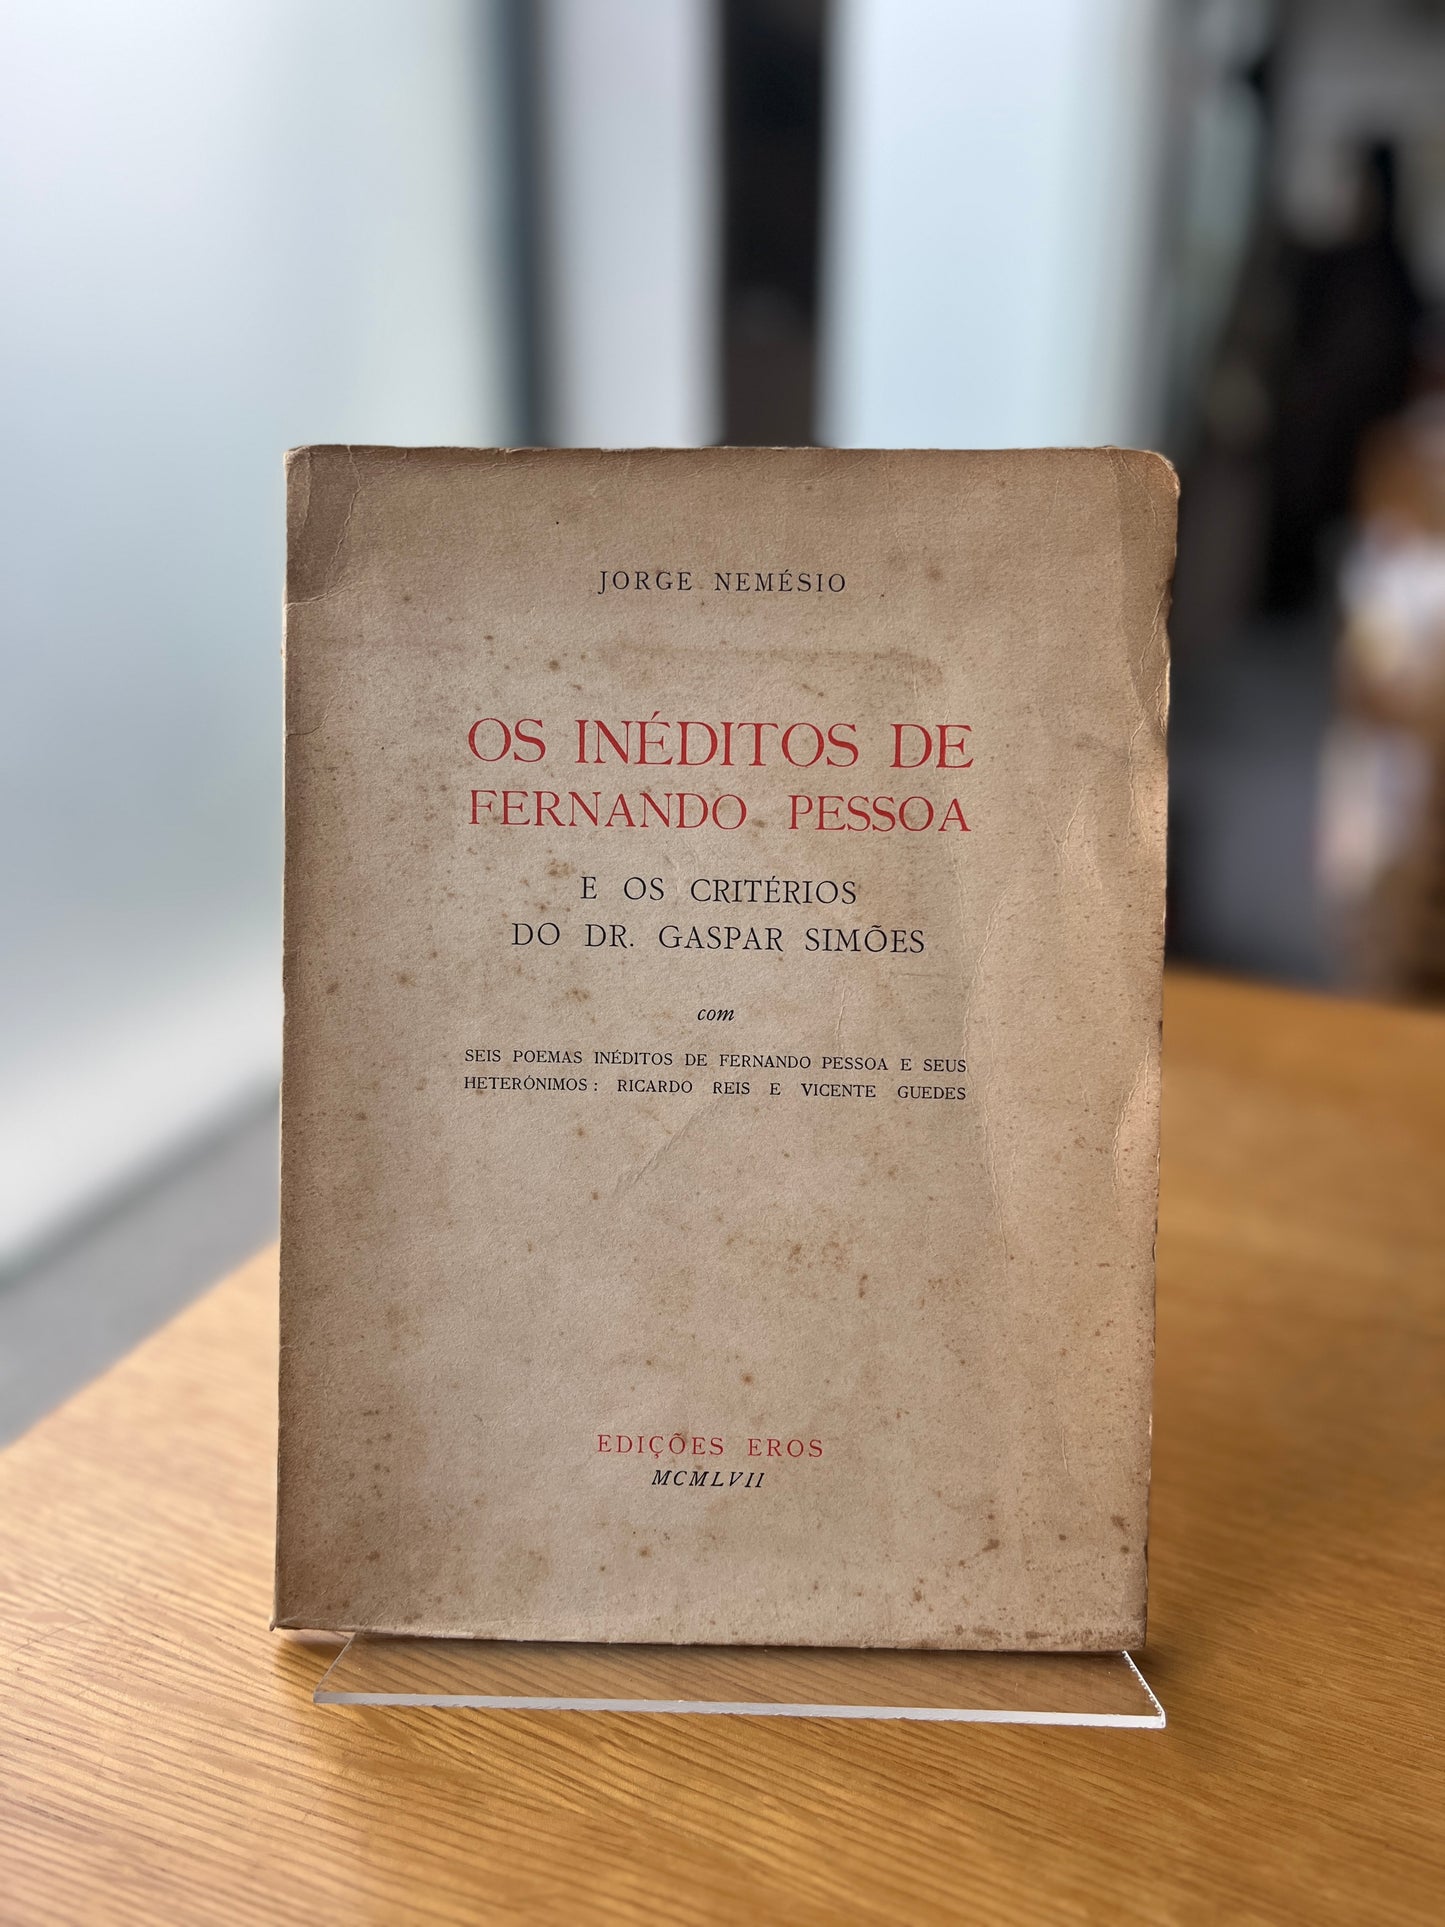 JORGE NEMÉSIO
OS INÉDITOS DE
FERNANDO PESSOA
E OS CRITÉRIOS
DO DR. GASPAR SIMÕES
com
SEIS POEMAS INÉDITOS DE FERNANDO PESSOA E SEUS
HETERÓNIMOS: RICARDO REIS E VICENTE GUEDES
EDIÇÕES EROS
MCMLVII